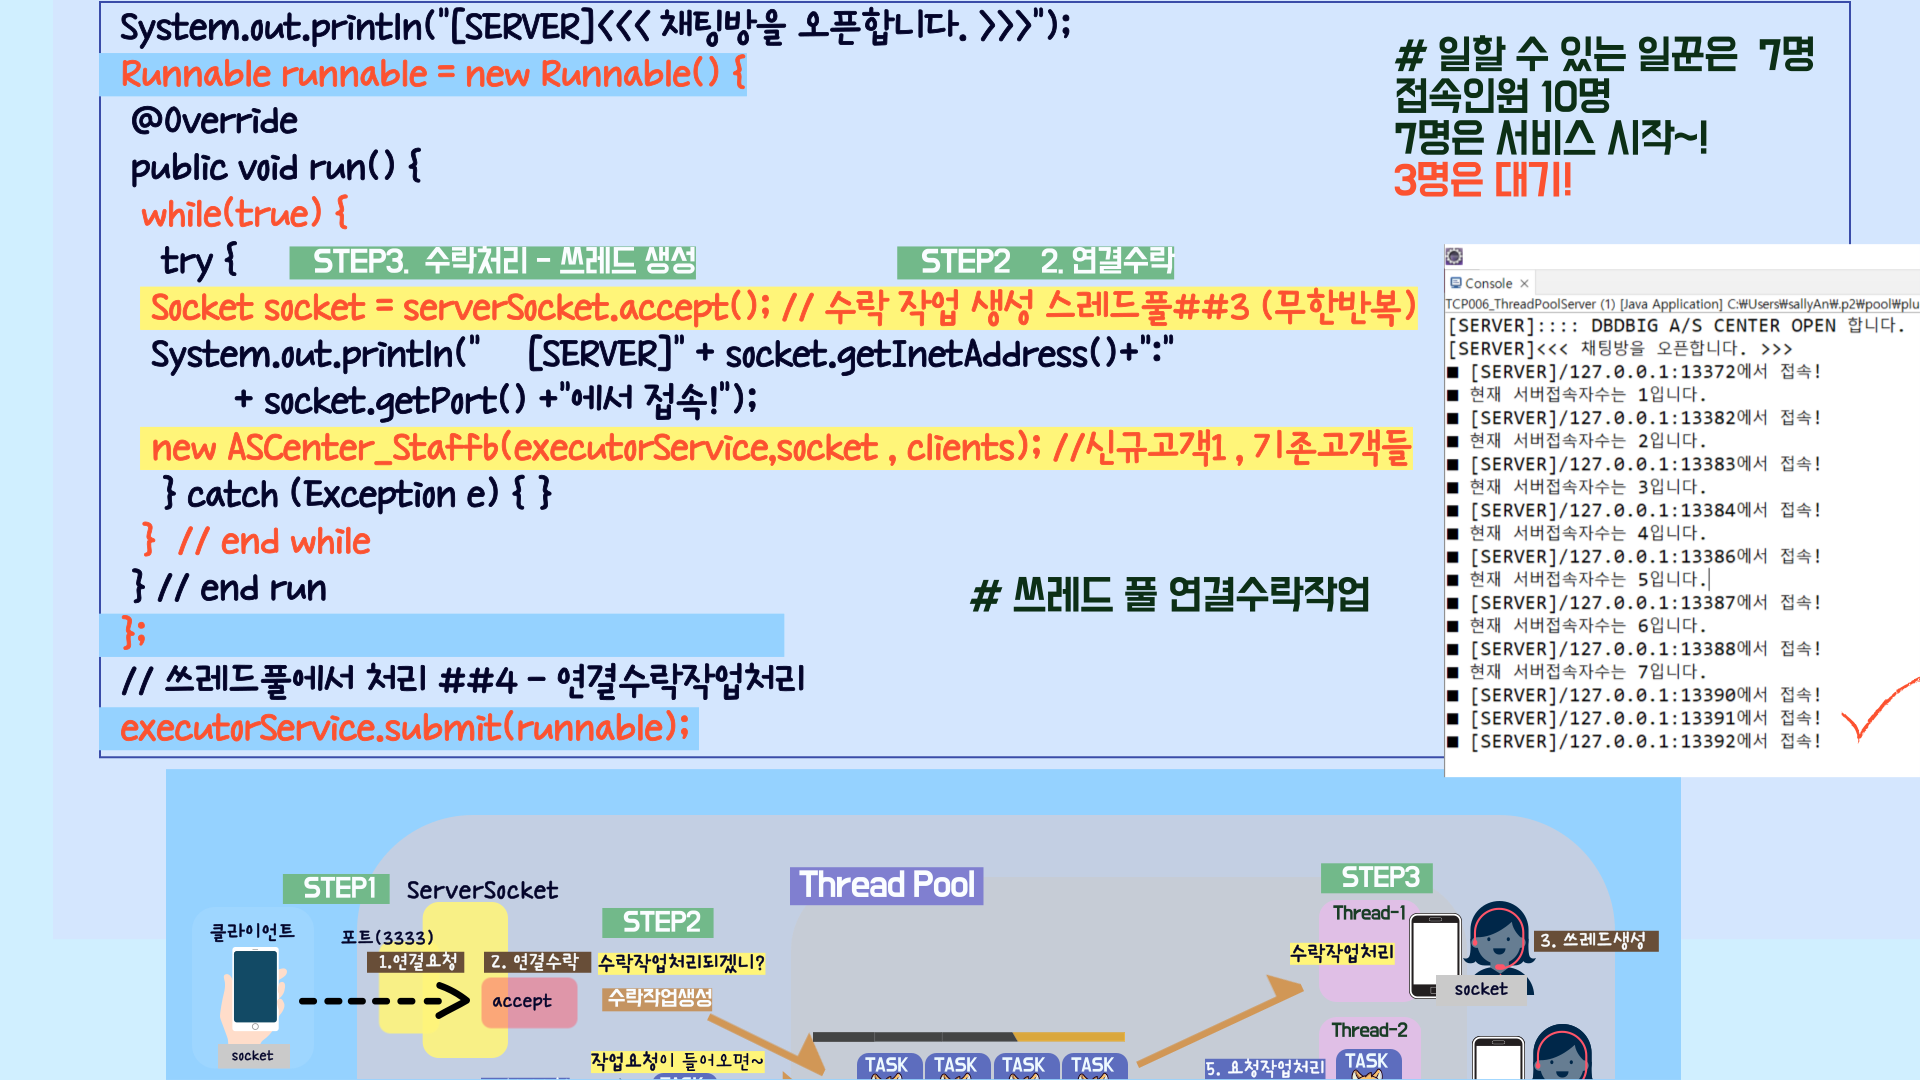 System.out.println("[SERVER]<<< 채팅방을 오픈합니다. >>>");
Runnable runnable = new Runnable() {
@Override
public void run() {
while(true) {
try {
STEP3. 수락처리 - 쓰레드 생성
STEP2 2. 연결수락
Socket socket = serverSocket.accept(); // 수락 작업 생성 스레드풀##3 (무한반복)
System.out.println(" [SERVER]" + socket.getInetAddress()+":"
+ socket.getPort() +"에서 접속!");
new ASCenter_Staffb(executorService,socket , clients); //신규고객1 , 기존고객들
} catch (Exception e) { }
} // end while
} // end run
};
// 쓰레드풀에서 처리 ##4 - 연결수락작업처리
executorService.submit(runnable);
# 쓰레드 풀 연결수락작업
# 일할 수 있는 일꾼은 7명
접속인원 10명
7명은 서비스 시작~!
3명은 대기!
Console
TCP006_ThreadPoolServer (1) [Java Application] C:₩Users₩sallyAn₩.p2₩pool₩plu
[SERVER]:::: DBDBIG A/S CENTER OPEN 합니다.
[SERVER]<<< 채팅방을 오픈합니다. >>>
■ [SERVER]/127.0.0.1:13372에서 접속!
■ 현재 서버접속자수는 1입니다.
■ [SERVER]/127.0.0.1:13382에서 접속!
■ 현재 서버접속자수는 2입니다.
■ [SERVER]/127.0.0.1:13383에서 접속!
■ 현재 서버접속자수는 3입니다.
■ [SERVER]/127.0.0.1:13384에서 접속!
■ 현재 서버접속자수는 4입니다.
■ [SERVER]/127.0.0.1:13386에서 접속!
■ 현재 서버접속자수는 5입니다.
■ [SERVER]/127.0.0.1:13387에서 접속!
■ 현재 서버접속자수는 6입니다.
■ [SERVER]/127.0.0.1:13388에서 접속!
■ 현재 서버접속자수는 7입니다.
■ [SERVER]/127.0.0.1:13390에서 접속!
■ [SERVER]/127.0.0.1:13391에서 접속!
■ [SERVER]/127.0.0.1:13392에서 접속!
STEP1
ServerSocket
클라이언트
포트(3333)
1.연결요청
2. 연결수락
accept
socket
STEP2
수락작업처리되겠니?
수락작업생성
작업요청이 들어오면~
Thread Pool
TASK
TASK
TASK
TASK
STEP3
Thread-1
수락작업처리
3. 쓰레드생성
socket
Thread-2
5. 요청작업처리
TASK